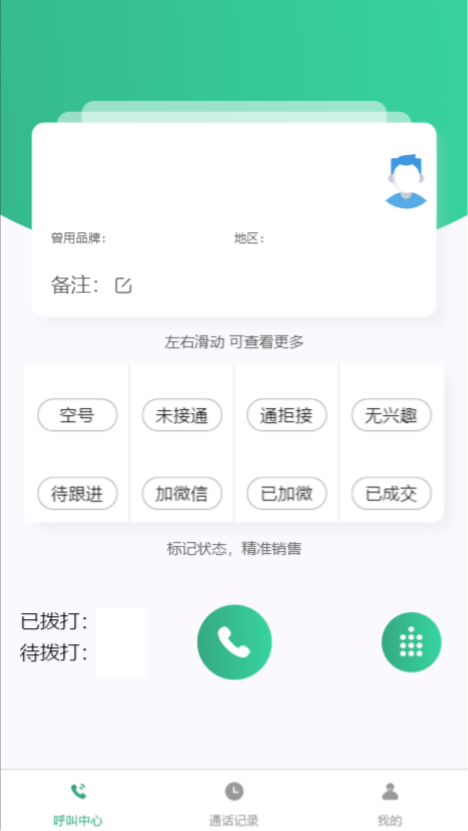 曾用品牌： 地区：
备注：
左右滑动 可查看更多
空号 未接通 通拒接 无兴趣
待跟进 加微信 已加微 已成交
标记状态，精准销售
已拨打：
待拨打：
呼叫中心 通话记录 我的